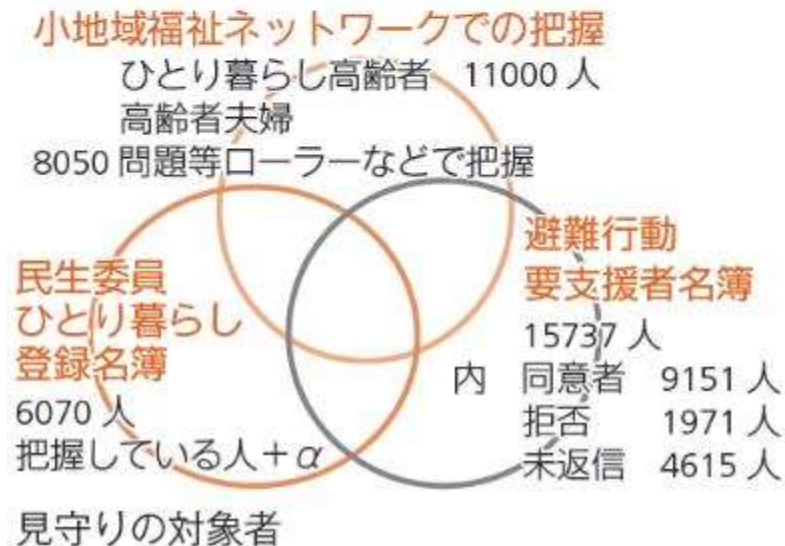 小地域福祉ネットワークでの把握
ひとり暮らし高齢者 11000 人
高齢者夫婦
8050 問題等ローラーなどで把握
民生委員
ひとり暮らし
登録名簿
6070 人
把握している人+α
避難行動
要支援者名簿
15737 人
内 同意者 9151 人
拒否 1971 人
未返信 4615 人
見守りの対象者